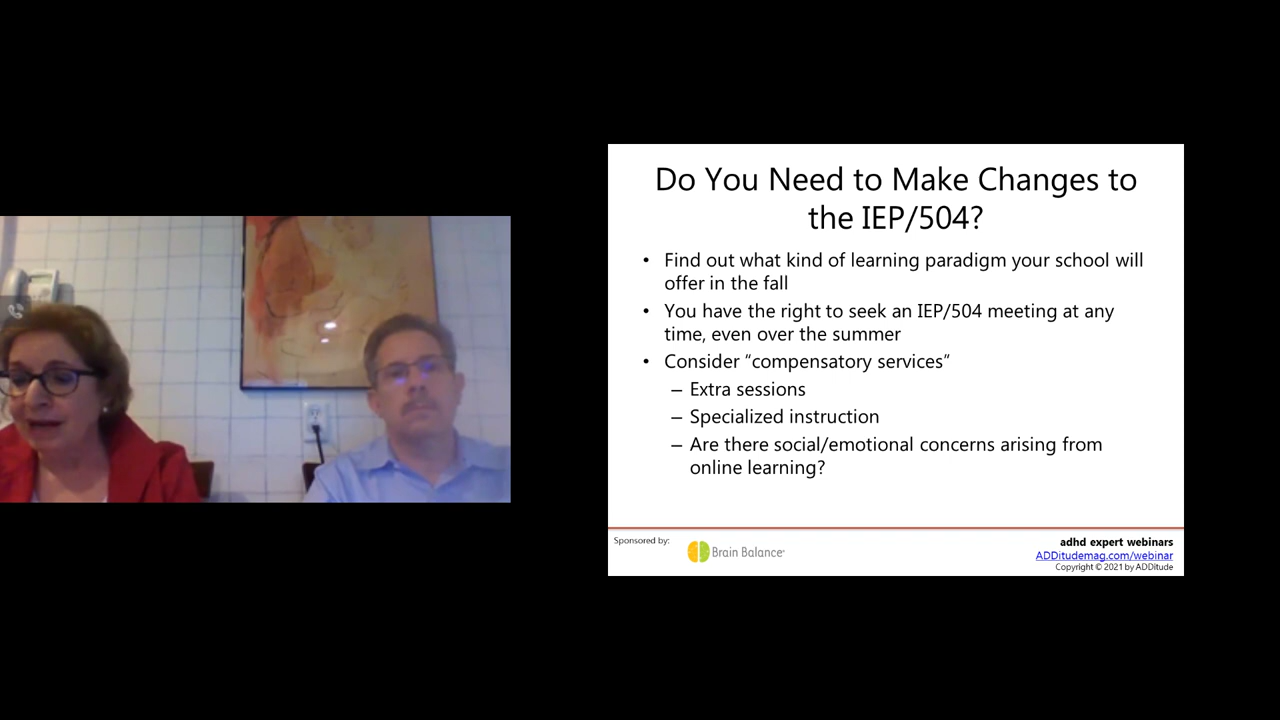 Do You Need to Make Changes to
the IEP/504?
• Find out what kind of learning paradigm your school will
offer in the fall
• You have the right to seek an IEP/504 meeting at any
time, even over the summer
• Consider “compensatory services”
– Extra sessions
– Specialized instruction
– Are there social/emotional concerns arising from
online learning?
Sponsored by:
Brain Balance
adhd expert webinars
ADDitudemag.com/webinar
Copyright © 2021 by ADDitude